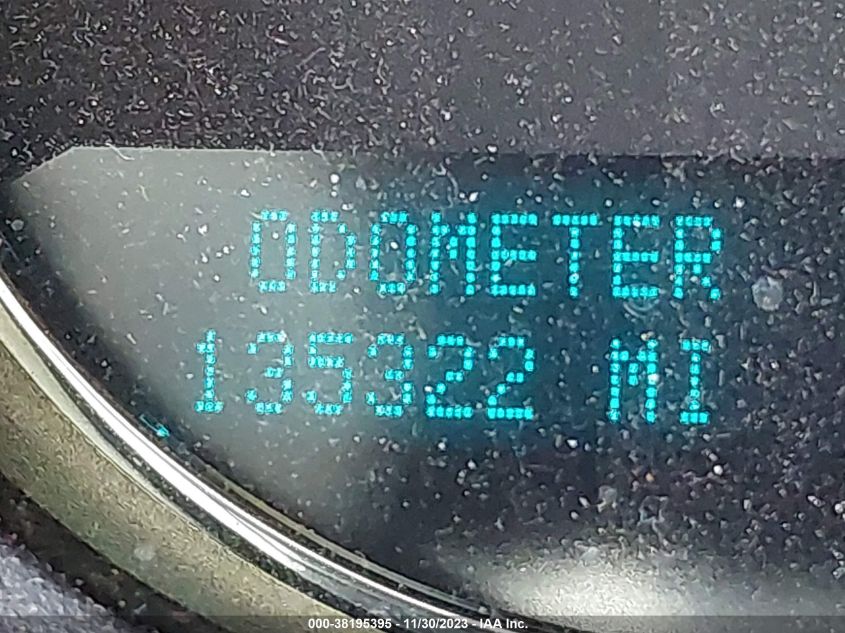 ODOMETER
135322 MI
000-38195395 - 11/30/2023 - IAA Inc.